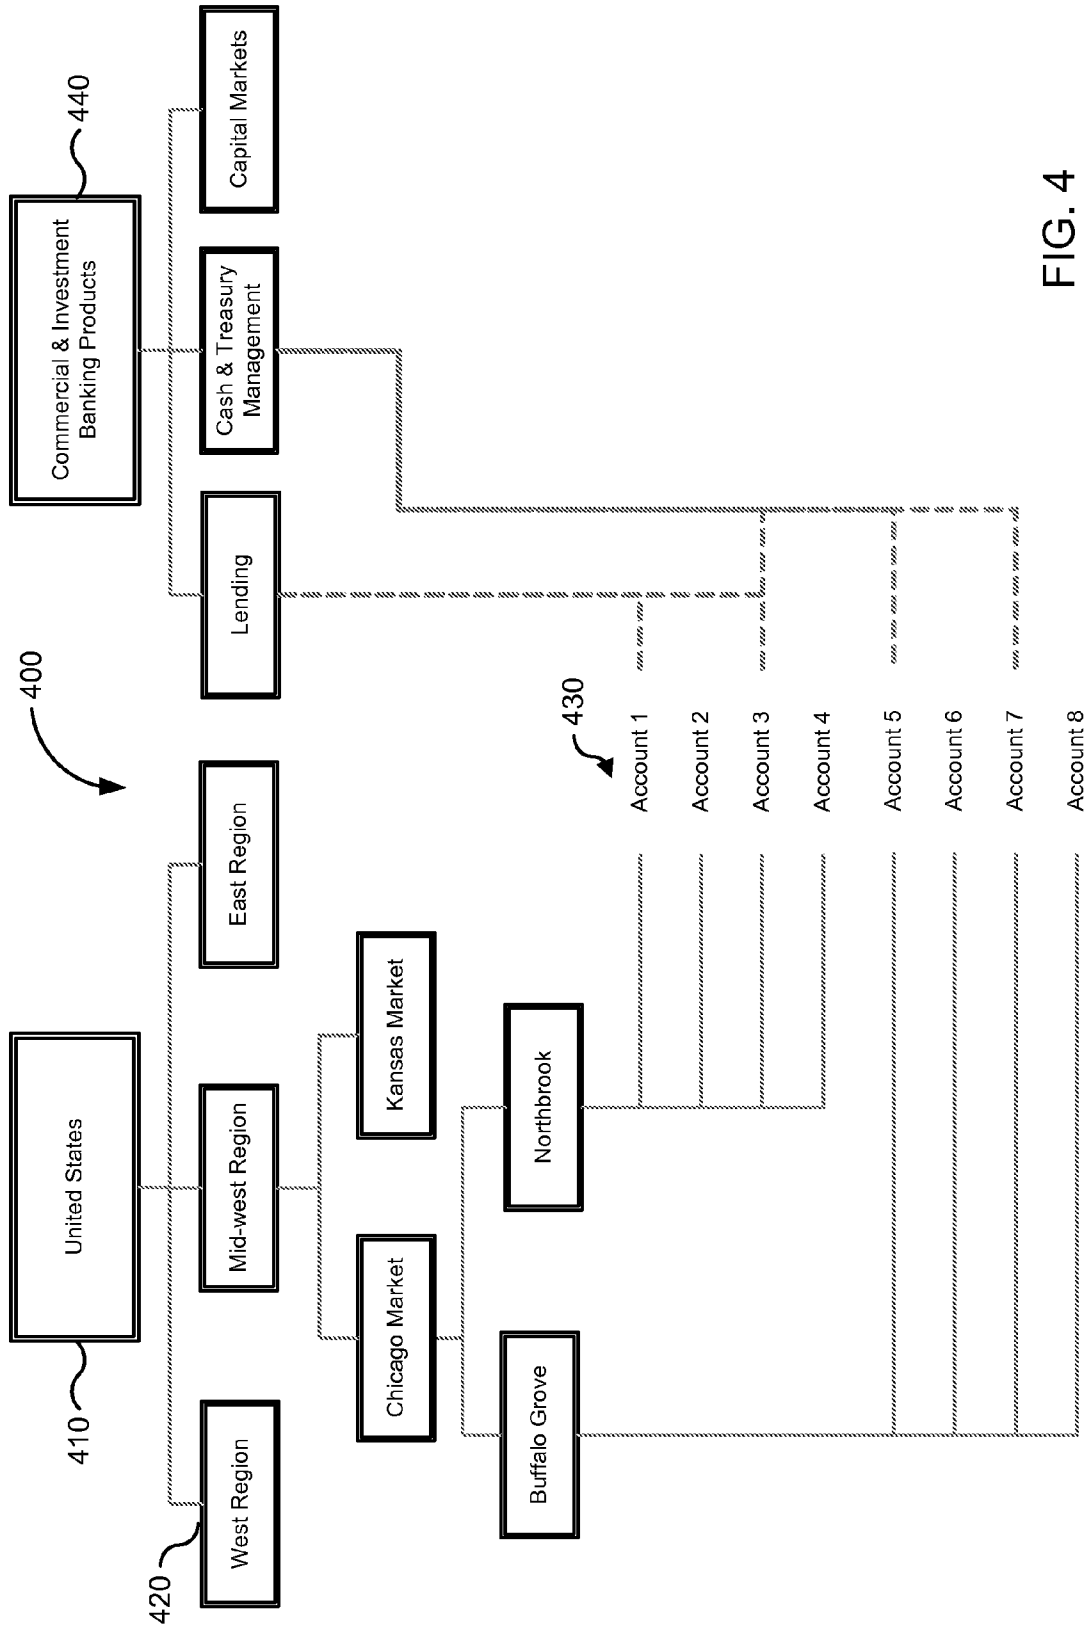 400
410
United States
440
Commercial & Investment
Banking Products
420
West Region
Mid-west Region
East Region
Lending
Cash & Treasury
Management
Capital Markets
Chicago Market
Kansas Market
Buffalo Grove
Northbrook
430
Account 1
Account 2
Account 3
Account 4
Account 5
Account 6
Account 7
Account 8
FIG. 4